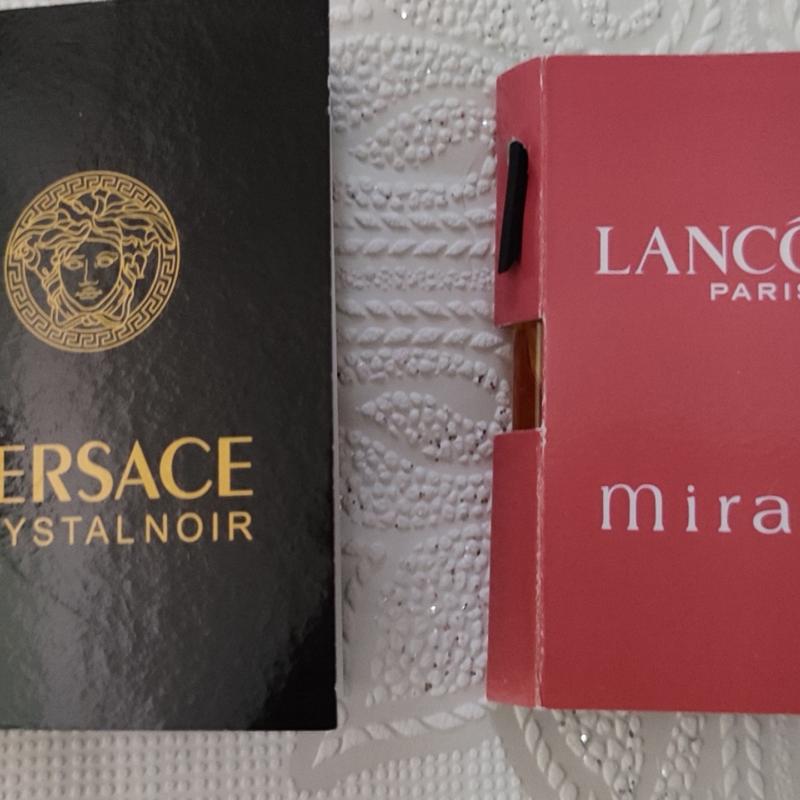 ERSACE
YSTALNOIR
LANCÔ
PARIS
mira